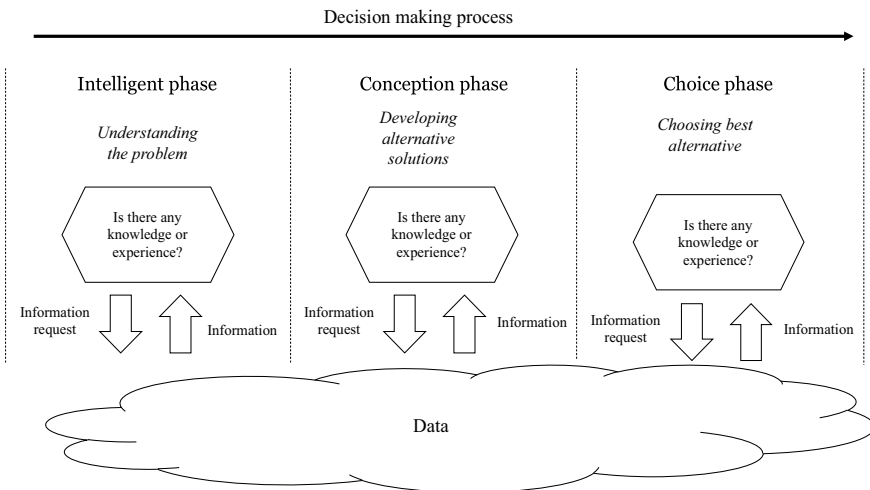 Decision making process
Intelligent phase
Understanding
the problem
Is there any
knowledge or
experience?
Information
request
Information
Conception phase
Developing
alternative
solutions
Is there any
knowledge or
experience?
Information
request
Information
Choice phase
Choosing best
alternative
Is there any
knowledge or
experience?
Information
request
Information
Data